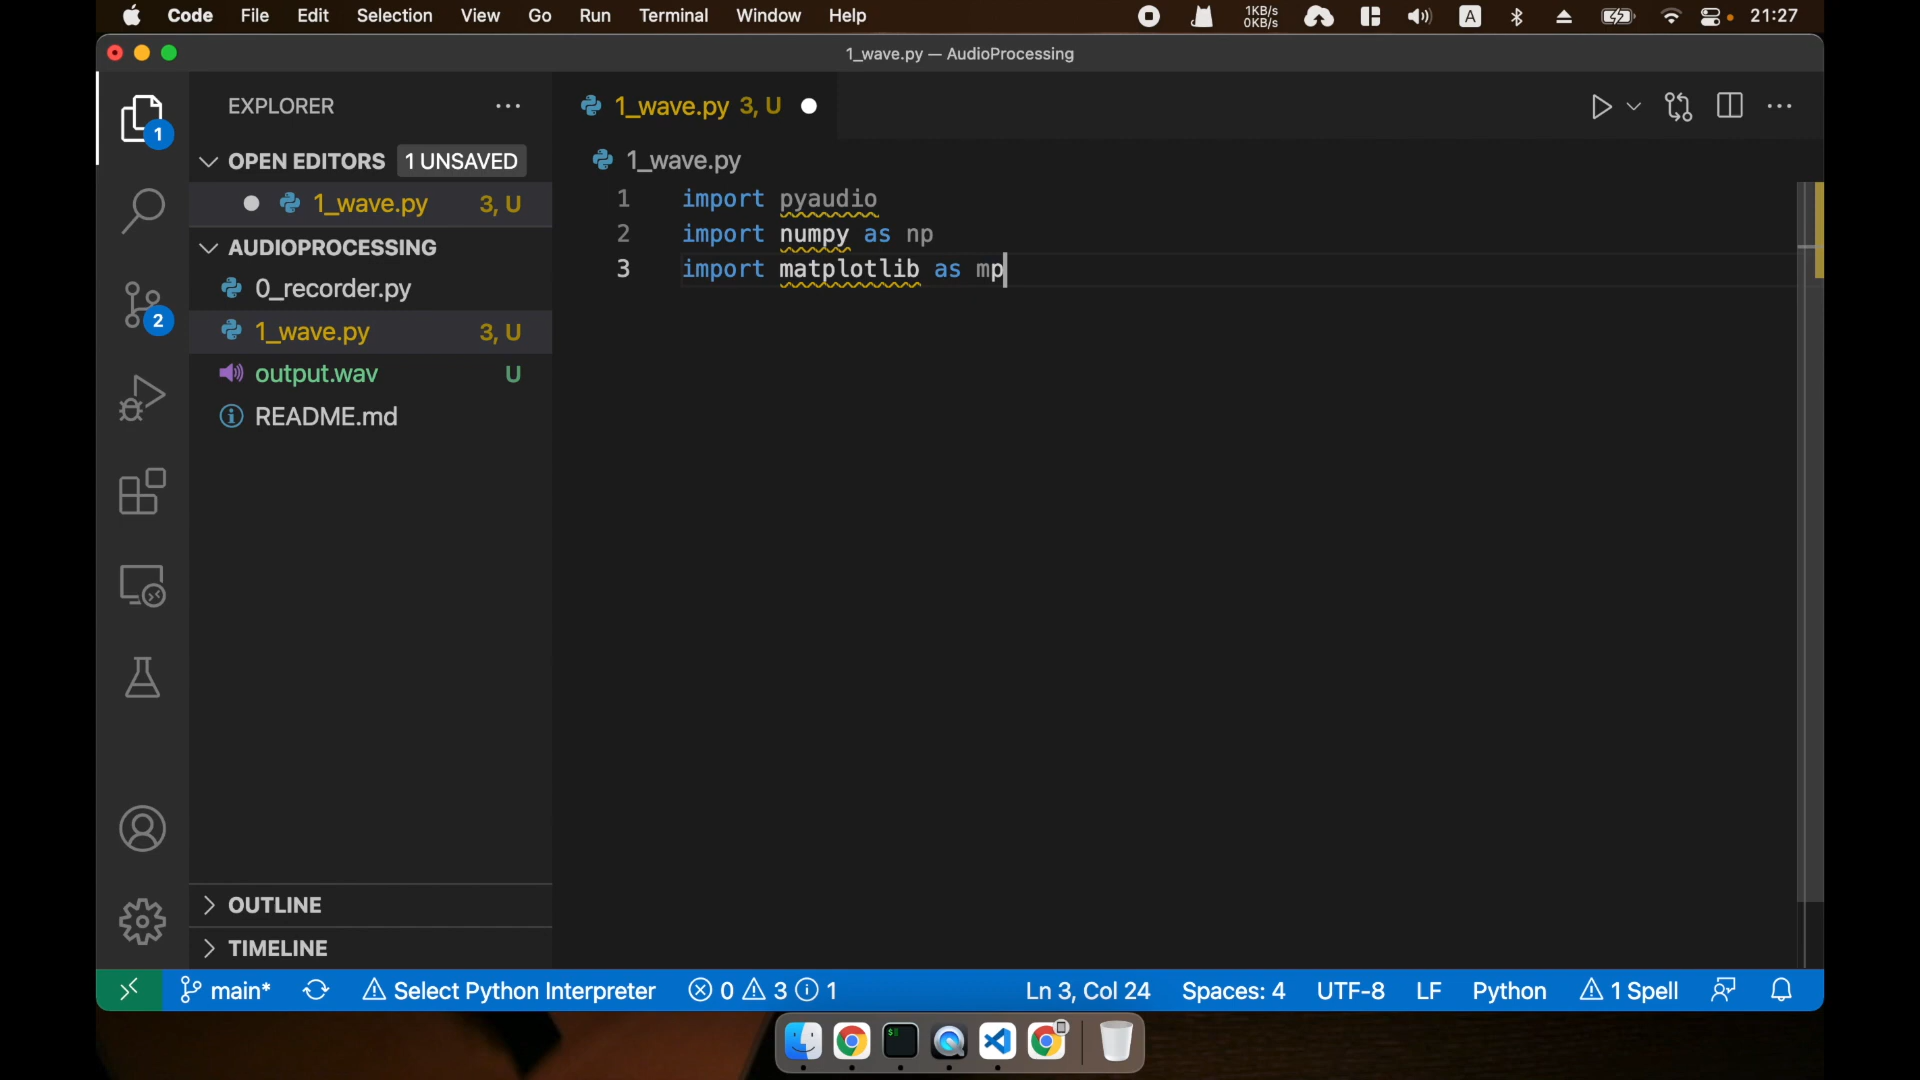 Code File Edit Selection View Go Run Terminal Window Help
1KB/s
0KB/s
A
21:27
1_wave.py — AudioProcessing
EXPLORER
1
OPEN EDITORS 1 UNSAVED
1_wave.py 3, U
AUDIOPROCESSING
0_recorder.py
1_wave.py 3, U
output.wav U
README.md
2
OUTLINE
TIMELINE
1_wave.py 3, U
1_wave.py
1 import pyaudio
2 import numpy as np
3 import matplotlib as mp
main* Select Python Interpreter 0 3 1 Ln 3, Col 24 Spaces: 4 UTF-8 LF Python 1 Spell
$